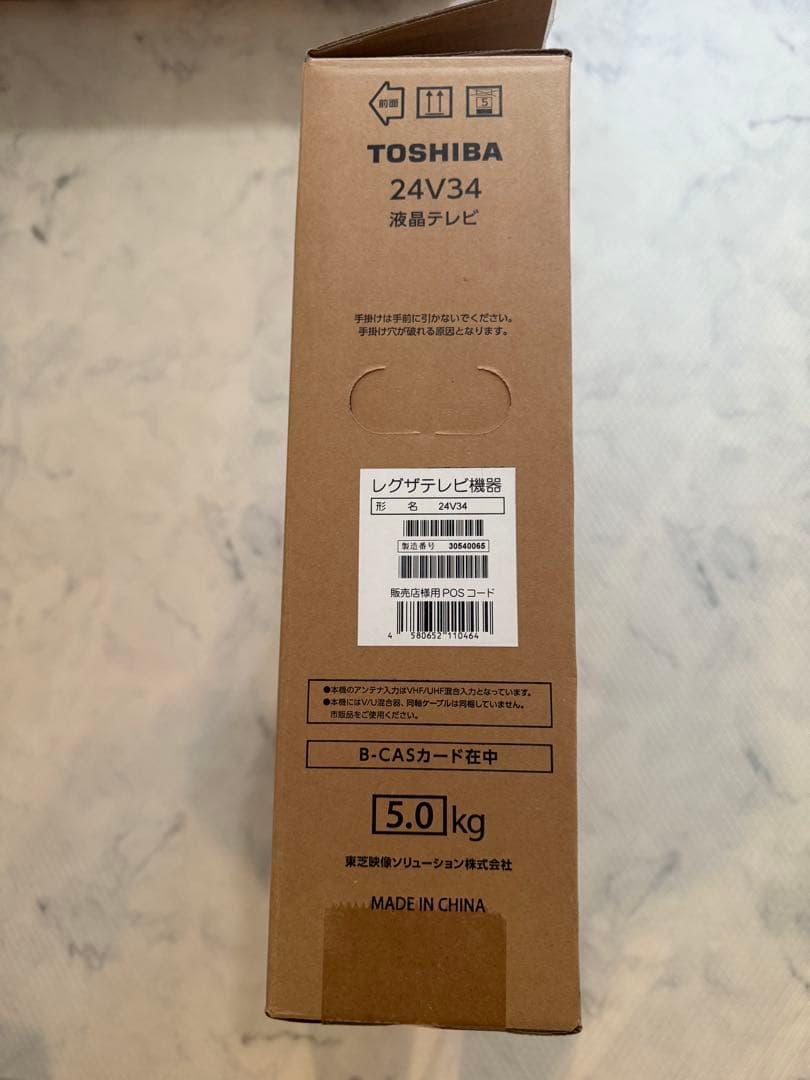 前面
5
TOSHIBA
24V34
液晶テレビ
手掛けは手前に引かないでください。
手掛け穴が破れる原因となります。
レグザテレビ機器
形 名 24V34
製造番号 30540065
販売店様用POSコード
4 580652 110464
●本機のアンテナ入力はVHF/UHF混合入力となっています。
●本機にはV/U混合器、同軸ケーブルは同梱していません。
市販品をご使用ください。
B-CASカード在中
5.0kg
東芝映像ソリューション株式会社
MADE IN CHINA